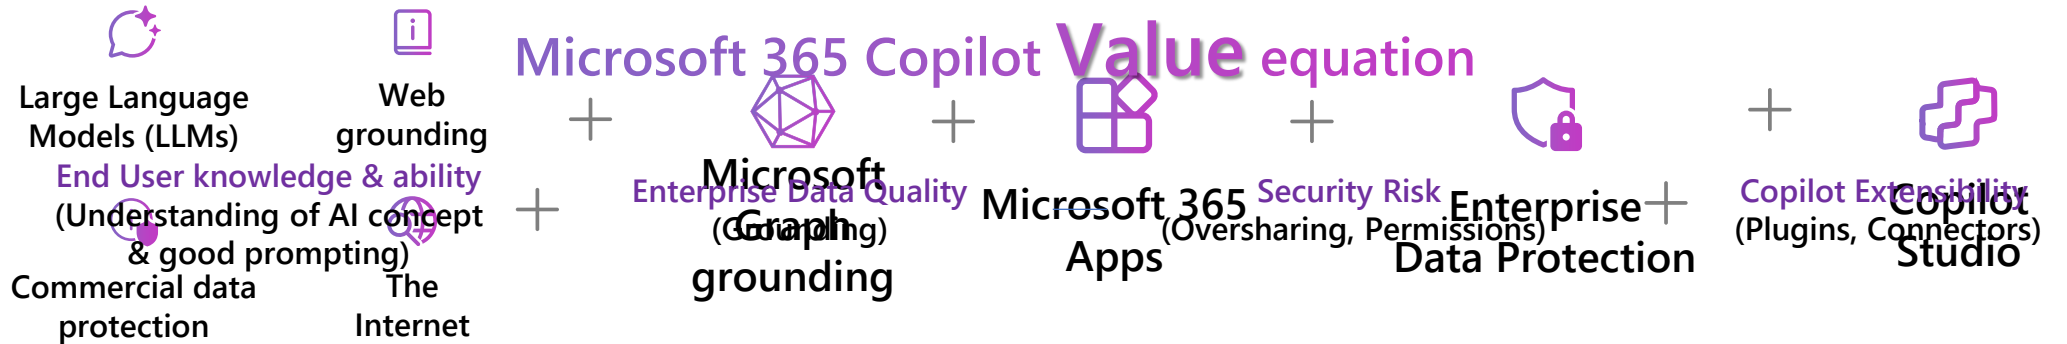 Microsoft 365 Copilot Value equation
Large Language
Models (LLMs)
Web
grounding
End User knowledge & ability
(Understanding of AI concept
& good prompting)
Commercial data
protection
The
Internet
+
+
+
+
+
Microsoft
Graph
grounding
Enterprise Data Quality
(Grounding)
Microsoft 365
Apps
Security Risk
(Oversharing, Permissions)
Enterprise
Data Protection
+
Copilot Extensibility
(Plugins, Connectors)
Copilot
Studio